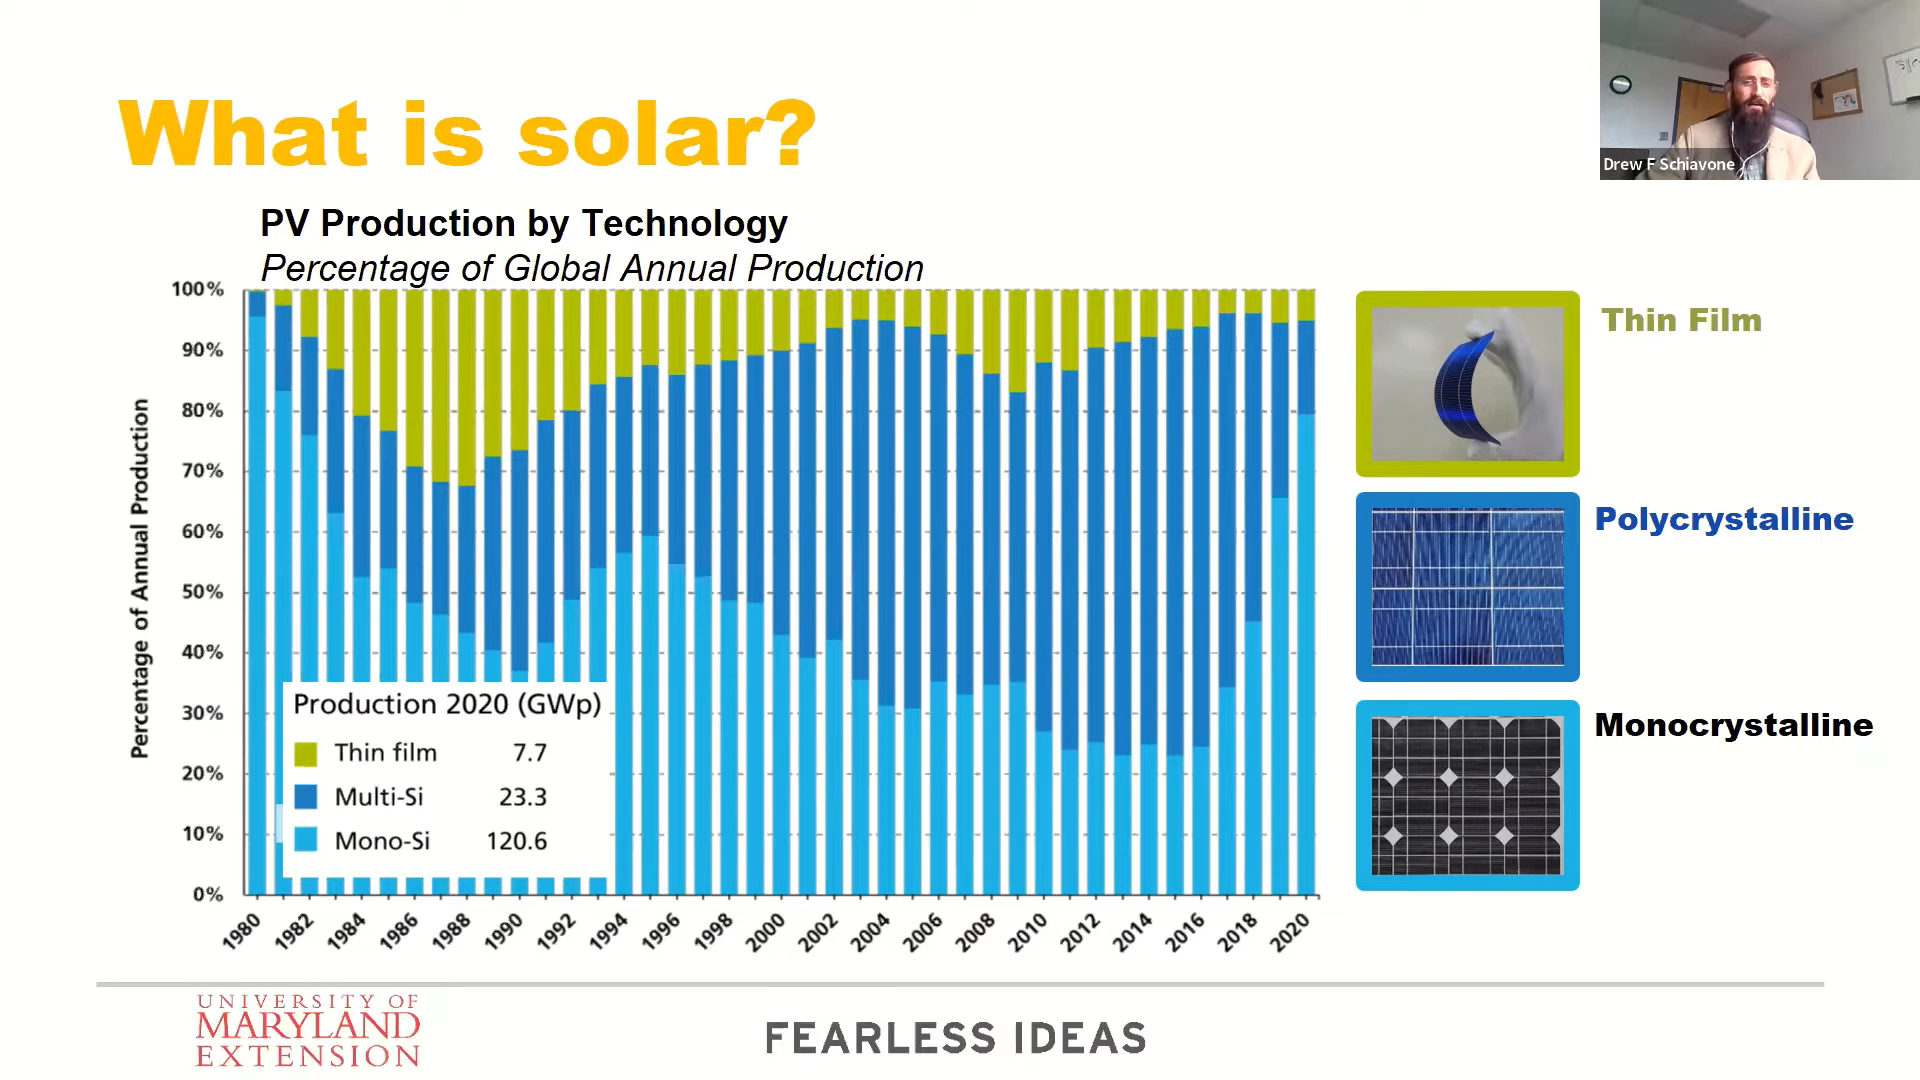 What is solar?
Drew F Schiavone
PV Production by Technology
Percentage of Global Annual Production
Percentage of Annual Production
100%
90%
80%
70%
60%
50%
40%
30%
20%
10%
0%
Production 2020 (GWp)
Thin film 7.7
Multi-Si 23.3
Mono-Si 120.6
1980 1982 1984 1986 1988 1990 1992 1994 1996 1998 2000 2002 2004 2006 2008 2010 2012 2014 2016 2018 2020
Thin Film
Polycrystalline
Monocrystalline
UNIVERSITY OF
MARYLAND
EXTENSION
FEARLESS IDEAS